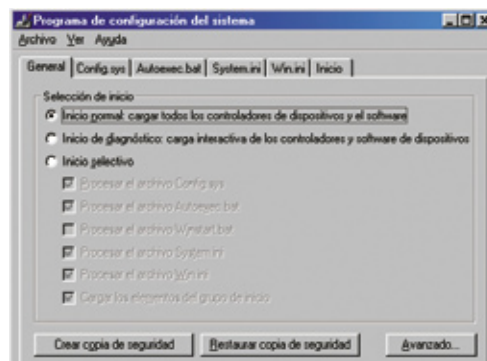 Programa de configuración del sistema
Archivo Ver Ayuda
General Config.sys Autoexec.bat System.ini Win.ini Inicio
Selección de inicio
Inicio normal: cargar todos los controladores de dispositivos y el software
Inicio de diagnóstico: carga interactiva de los controladores y software de dispositivos
Inicio selectivo
Procesar el archivo Config.sys
Procesar el archivo Autoexec.bat
Procesar el archivo Winstart.bat
Procesar el archivo System.ini
Procesar el archivo Win.ini
Cargar los elementos del grupo de inicio
Crear copia de seguridad Restaurar copia de seguridad Avanzado...